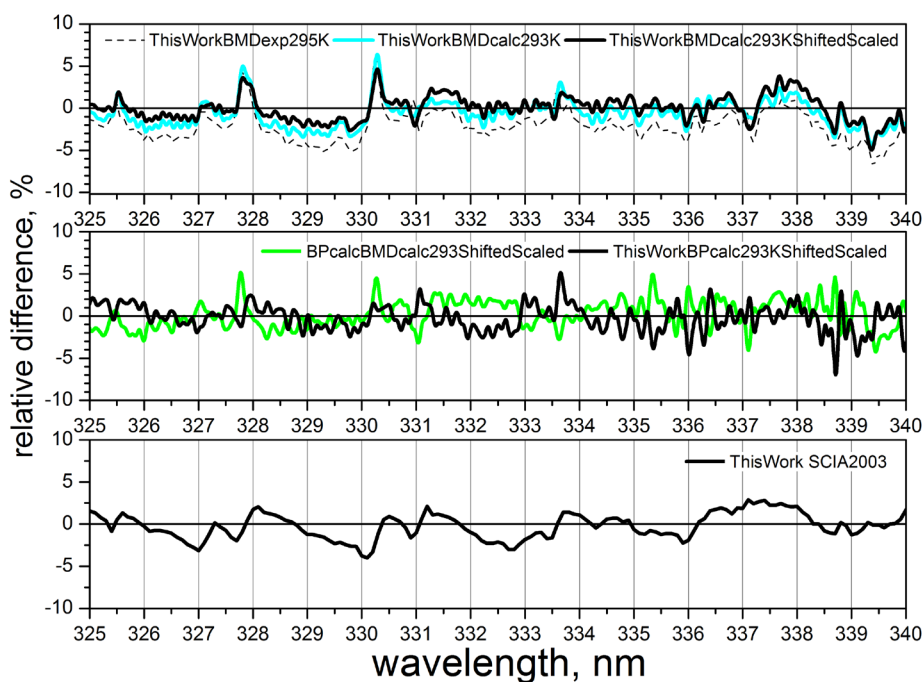 10
ThisWorkBMDexp295K ThisWorkBMDcalc293K ThisWorkBMDcalc293KShiftedScaled
5
0
-5
-10
325 326 327 328 329 330 331 332 333 334 335 336 337 338 339 340
10
BPcalcBMDcalc293ShiftedScaled ThisWorkBPcalc293KShiftedScaled
5
0
-5
-10
325 326 327 328 329 330 331 332 333 334 335 336 337 338 339 340
relative difference, %
10
ThisWork SCIA2003
5
0
-5
-10
325 326 327 328 329 330 331 332 333 334 335 336 337 338 339 340
wavelength, nm